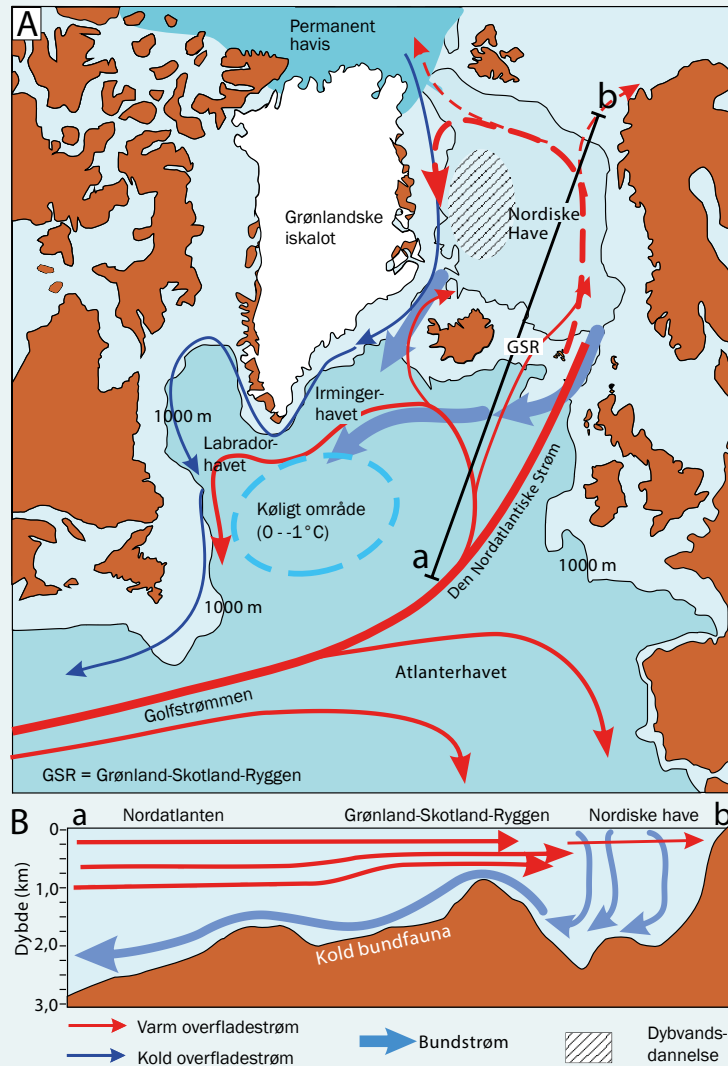 A
Permanent
havis
b
Grønlandske
iskalot
Nordiske
Have
GSR
Irminger-
havet
1000 m
Labrador-
havet
Køligt område
(0 - -1°C)
a
Den Nordatlantiske Strøm
1000 m
1000 m
Atlanterhavet
Golfstrømmen
GSR = Grønland-Skotland-Ryggen
B
a
Nordatlanten
Grønland-Skotland-Ryggen
Nordiske have
b
Dybde (km)
0
1,0
2,0
3,0
Kold bundfauna
Varm overfladestrøm
Kold overfladestrøm
Bundstrøm
Dybvands-
dannelse